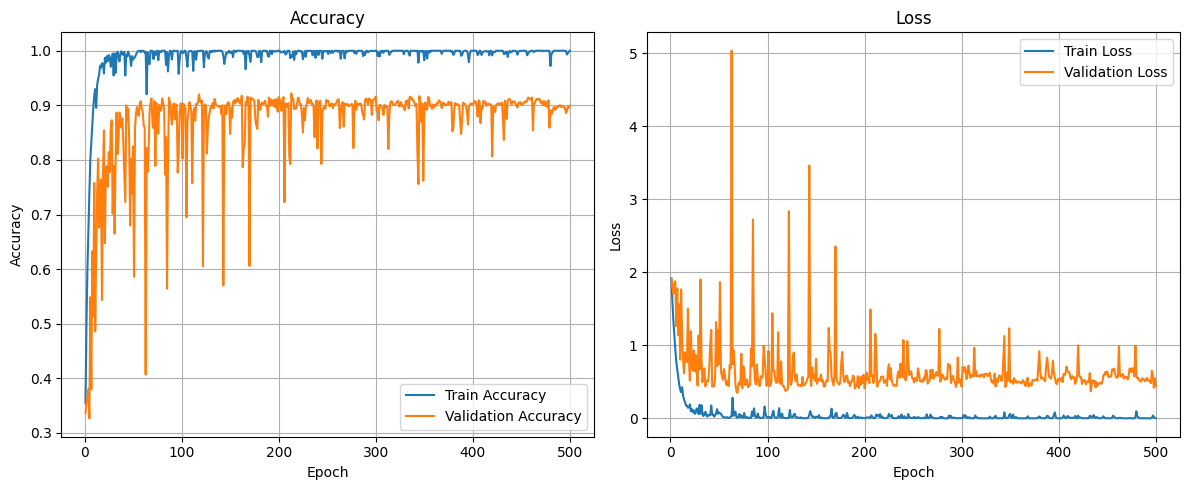 Accuracy
1.0
0.9
0.8
0.7
0.6
0.5
0.4
0.3
Accuracy
0
100
200
300
400
500
Epoch
Train Accuracy
Validation Accuracy
Loss
5
4
3
2
1
0
Loss
0
100
200
300
400
500
Epoch
Train Loss
Validation Loss